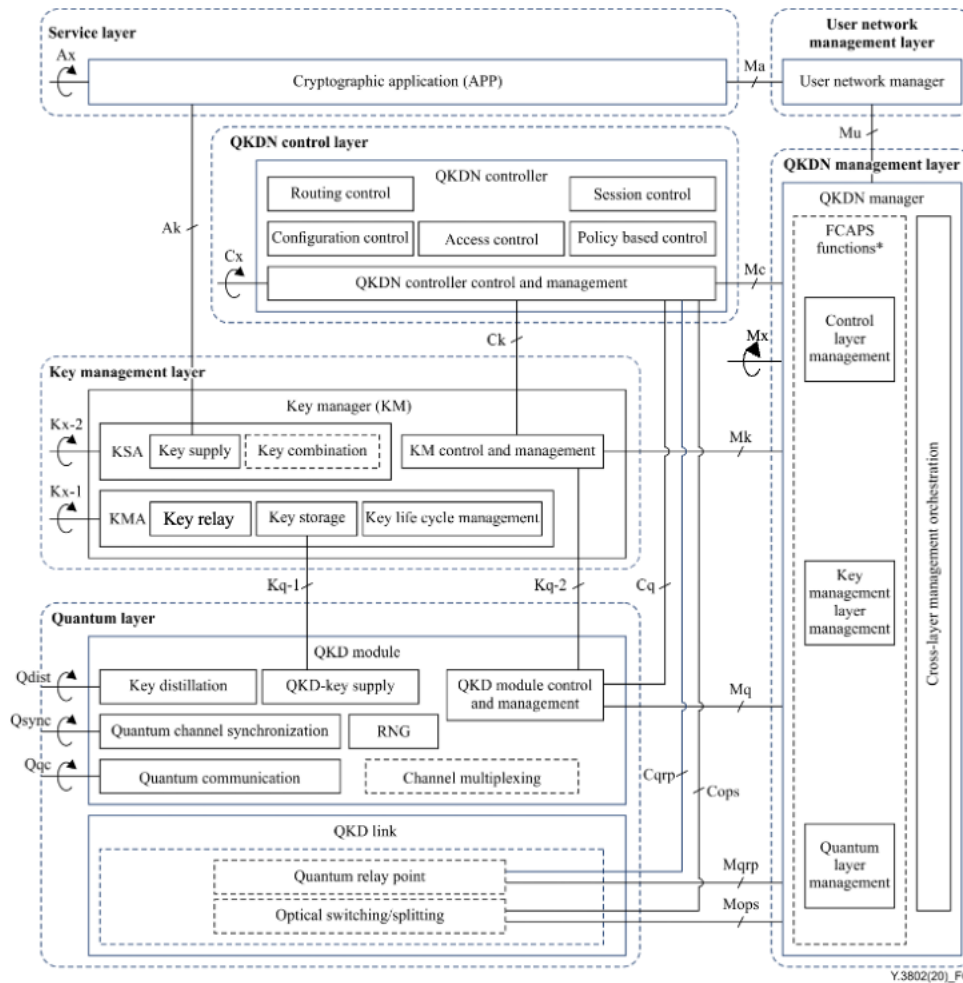 Service layer
Ax
Cryptographic application (APP)
Ma
User network
management layer
User network manager
Mu
QKDN control layer
QKDN controller
Routing control
Session control
Configuration control
Access control
Policy based control
Cx
QKDN controller control and management
Mc
Ak
Ck
QKDN management layer
QKDN manager
FCAPS
functions*
Control
layer
management
Mx
Key
management
layer
management
Quantum
layer
management
Cross-layer management orchestration
Key management layer
Key manager (KM)
Kx-2
KSA
Key supply
Key combination
KM control and management
Mk
Kx-1
KMA
Key relay
Key storage
Key life cycle management
Kq-1
Kq-2
Cq
Quantum layer
QKD module
Qdist
Key distillation
QKD-key supply
QKD module control
and management
Mq
Qsync
Quantum channel synchronization
RNG
Qqc
Quantum communication
Channel multiplexing
Cqrp
Cops
QKD link
Quantum relay point
Mqrp
Optical switching/splitting
Mops